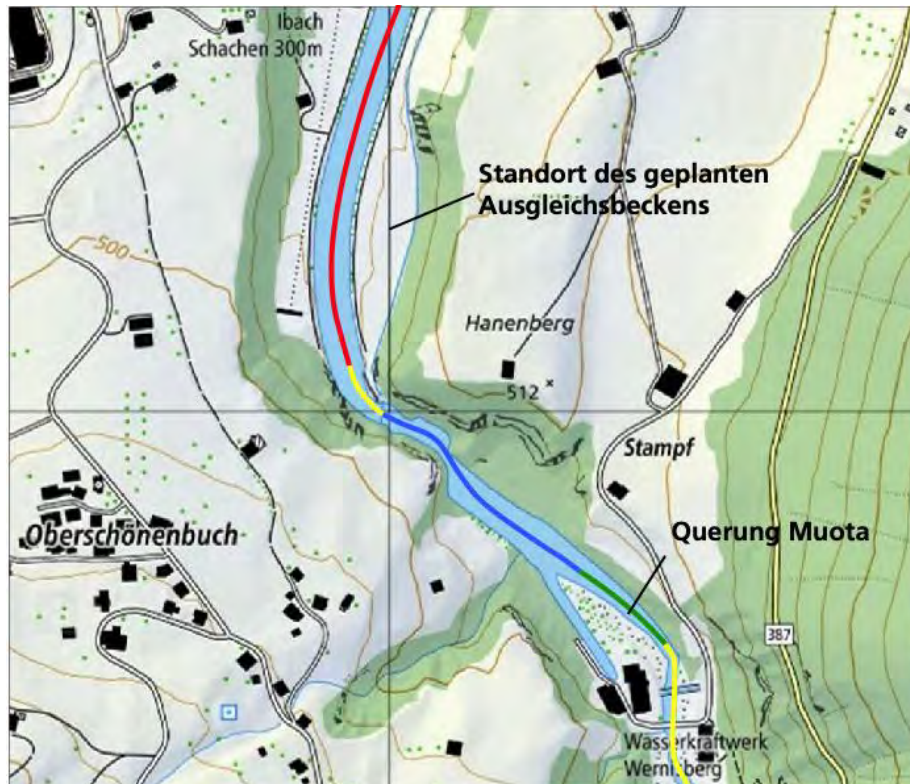 Ibach
Schachen 300m
Standort des geplanten
Ausgleichsbeckens
500
Hanenberg
512
Stampf
Oberschönenbuch
Querung Muota
387
Wasserkraftwerk
Wernisberg